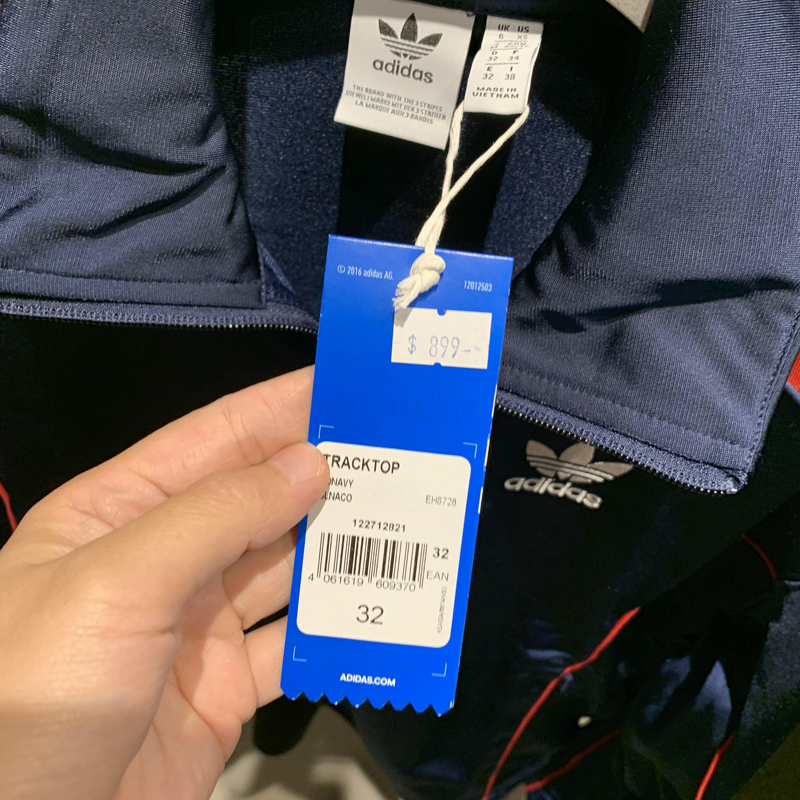 adidas
THE BRAND WITH THE 3 STRIPES
DIE WELTMARKE MIT DEN 3 STREIFEN
LA MARQUE AUX 3 BANDES
UK US
6 XS
D F
32 34
E I
32 38
MADE IN
VIETNAM
© 2016 adidas AG.
12012503
$ 899-
TRACKTOP
EH8728
122712821
32
4 061619 609370
EAN
32
ADIDAS.COM
adidas